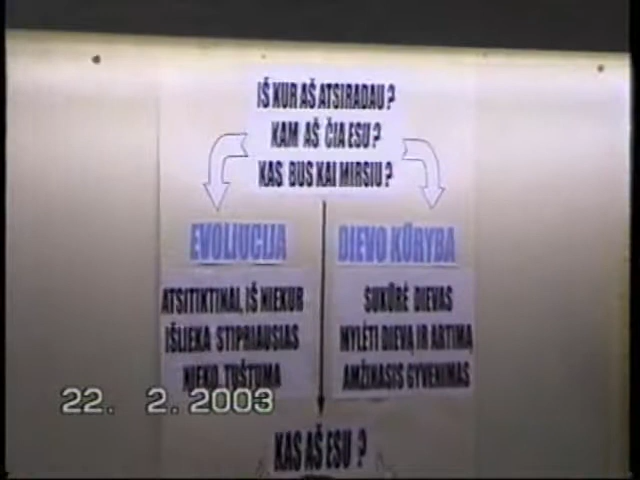 IŠ KUR AŠ ATSIRADAU?
KAM AŠ ČIA ESU?
KAS BUS KAI MIRSIU?
EVOLIUCIJA
ATSITIKTINAI, IŠ NIEKUR
IŠLIEKA STIPRIAUSIAS
NIEKO, TUŠTUMA
DIEVO KŪRYBA
SUKŪRĖ DIEVAS
MYLĖTI DIEVĄ IR ARTIMĄ
AMŽINASIS GYVENIMAS
KAS AŠ ESU?
22. 2.2003